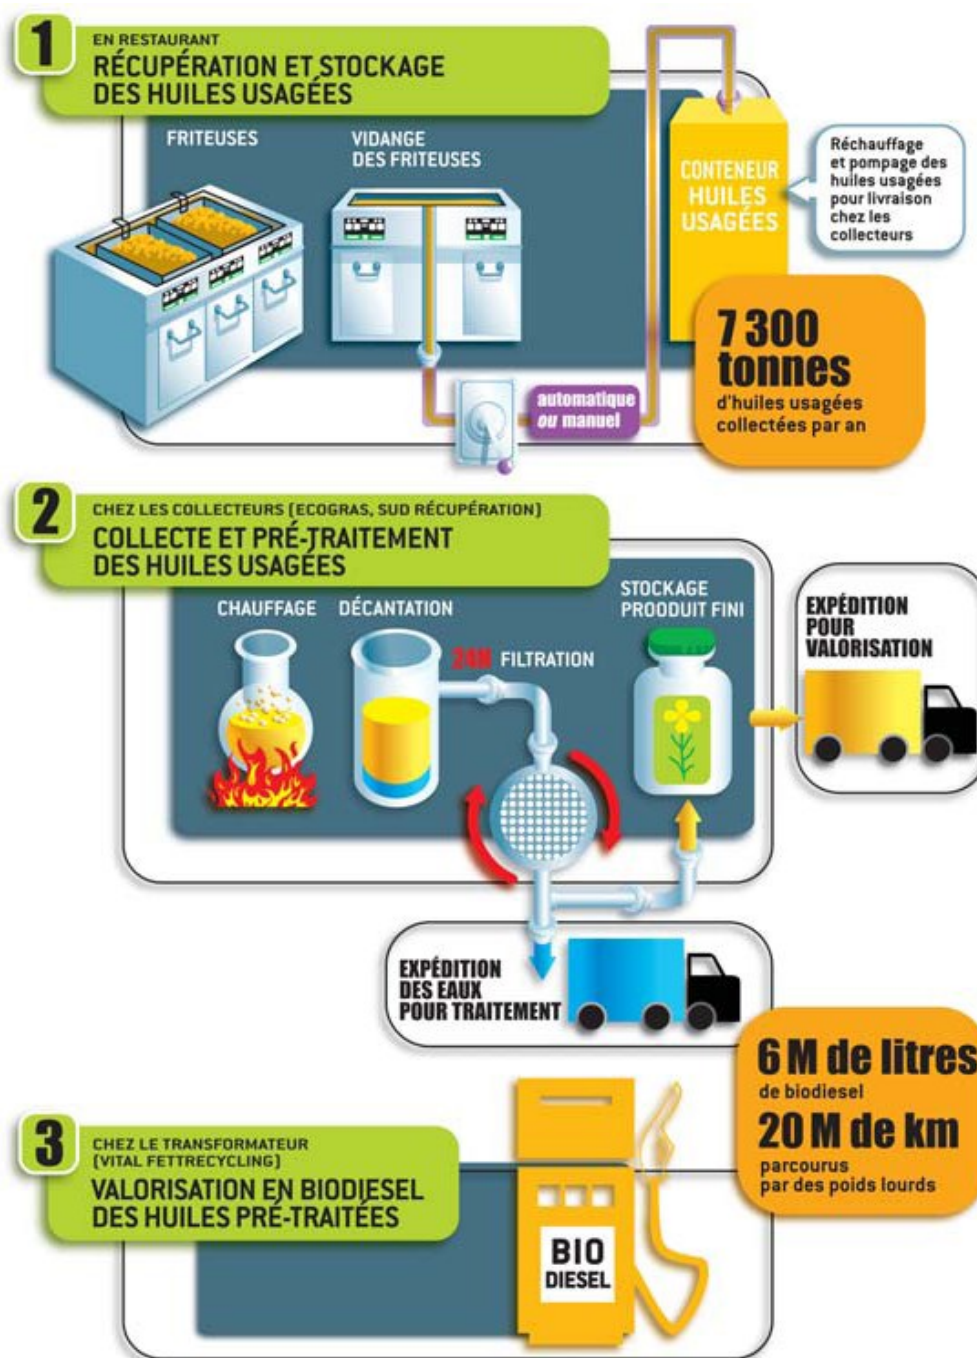 1
EN RESTAURANT
RÉCUPÉRATION ET STOCKAGE
DES HUILES USAGÉES
FRITEUSES
VIDANGE
DES FRITEUSES
CONTENEUR
HUILES
USAGÉES
Réchauffage
et pompage des
huiles usagées
pour livraison
chez les
collecteurs
7 300
tonnes
d'huiles usagées
collectées par an
automatique
ou manuel
2
CHEZ LES COLLECTEURS (ECOGRAS, SUD RÉCUPÉRATION)
COLLECTE ET PRÉ-TRAITEMENT
DES HUILES USAGÉES
CHAUFFAGE
DÉCANTATION
24H FILTRATION
STOCKAGE
PROODUIT FINI
EXPÉDITION
POUR
VALORISATION
EXPÉDITION
DES EAUX
POUR TRAITEMENT
6 M de litres
de biodiesel
20 M de km
parcourus
par des poids lourds
3
CHEZ LE TRANSFORMATEUR
(VITAL FETTRECYCLING)
VALORISATION EN BIODIESEL
DES HUILES PRÉ-TRAITÉES
BIO
DIESEL